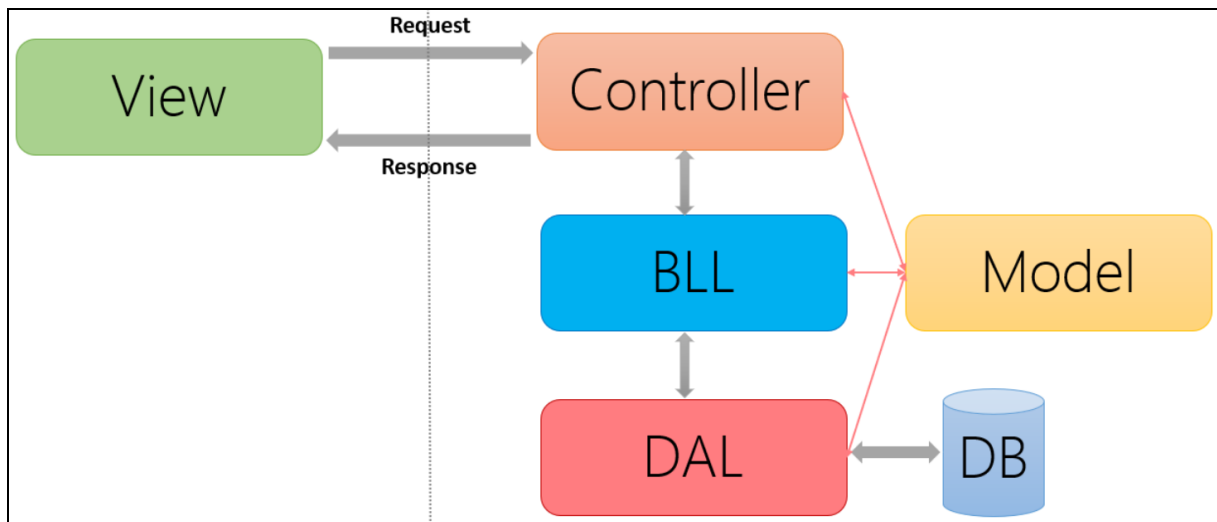 Request
View
Controller
Response
BLL
Model
DAL
DB